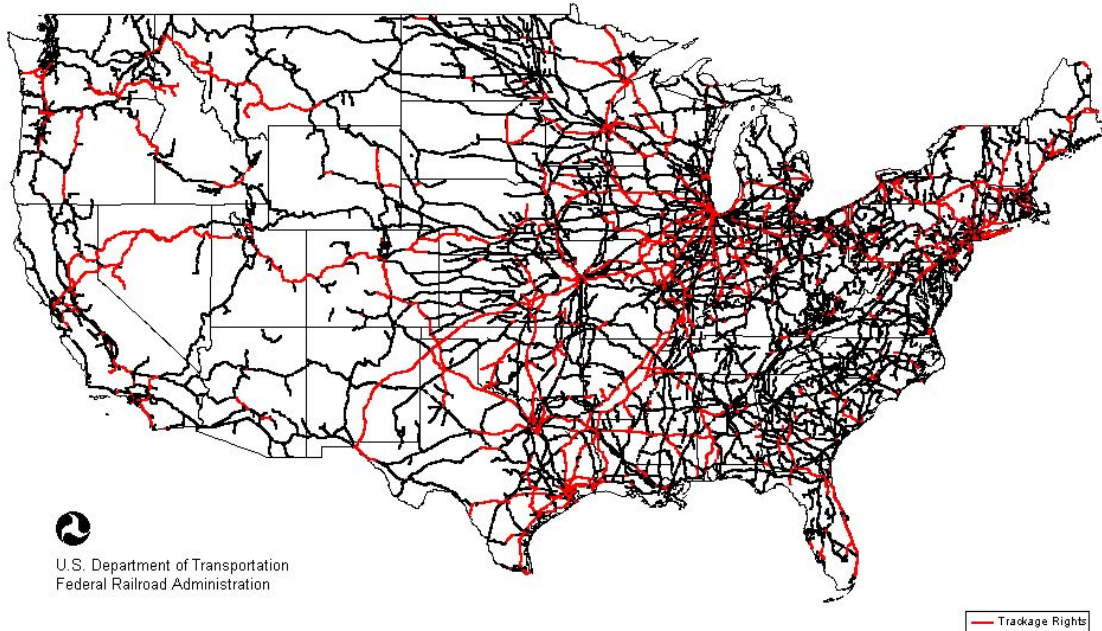 U.S. Department of Transportation
Federal Railroad Administration
Trackage Rights